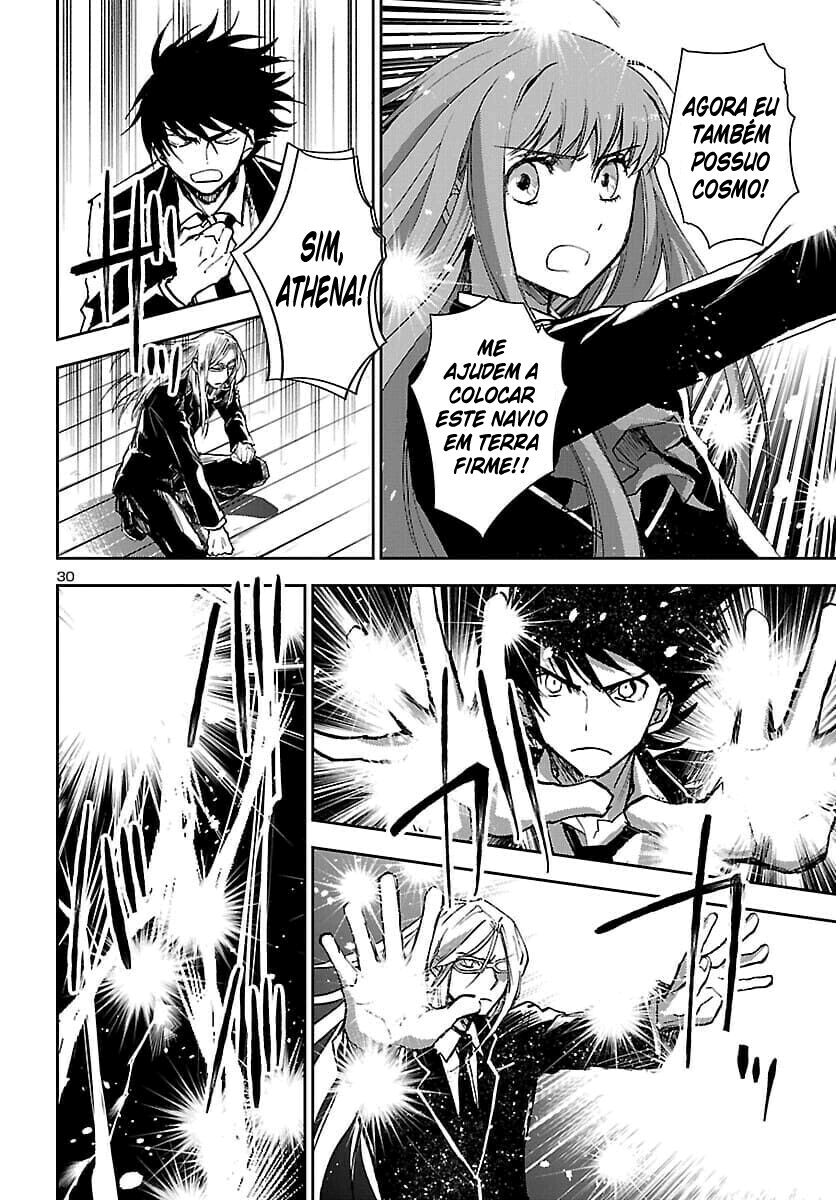 AGORA EU
TAMBÉM
POSSUO
COSMO!
ME
AJUDEM A
COLOCAR
ESTE NAVIO
EM TERRA
FIRME!!
SIM,
ATHENA!
30